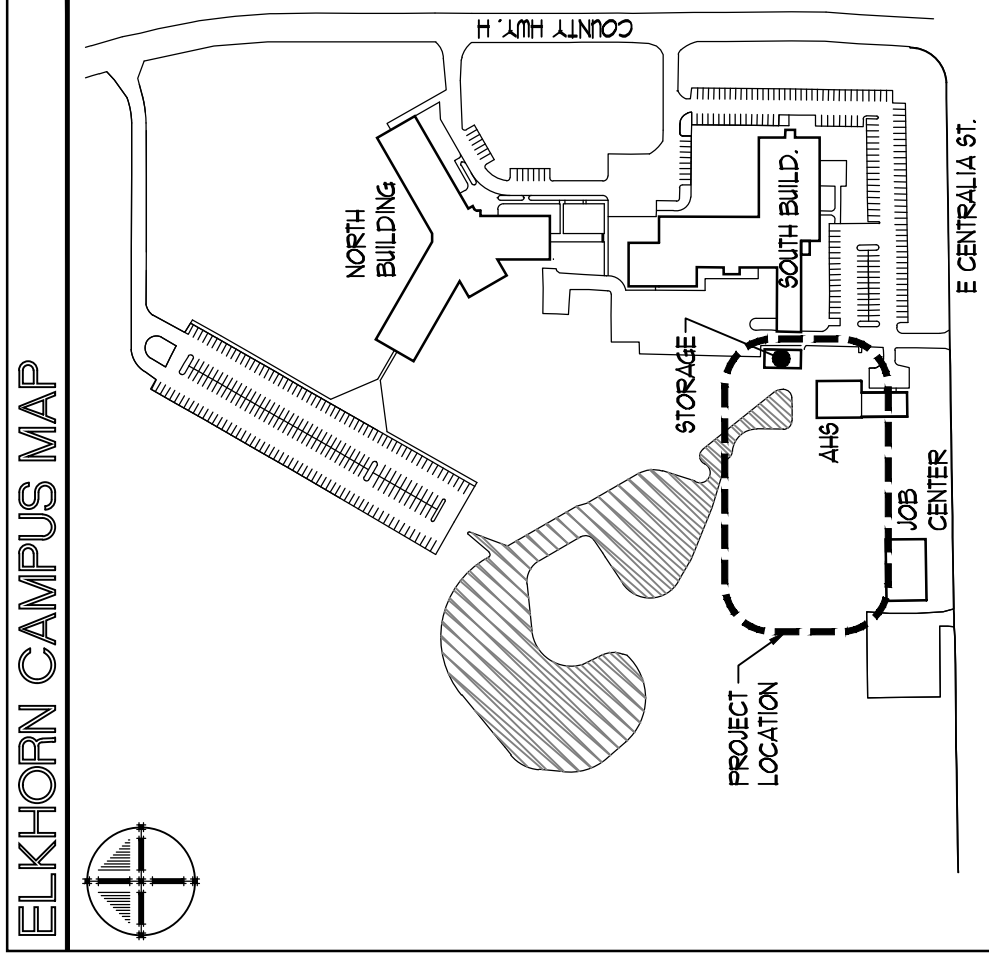 ELKHORN CAMPUS MAP
COUNTY HWY. H
NORTH
BUILDING
SOUTH BUILD.
E CENTRALIA ST.
STORAGE
AHS
JOB
CENTER
PROJECT
LOCATION